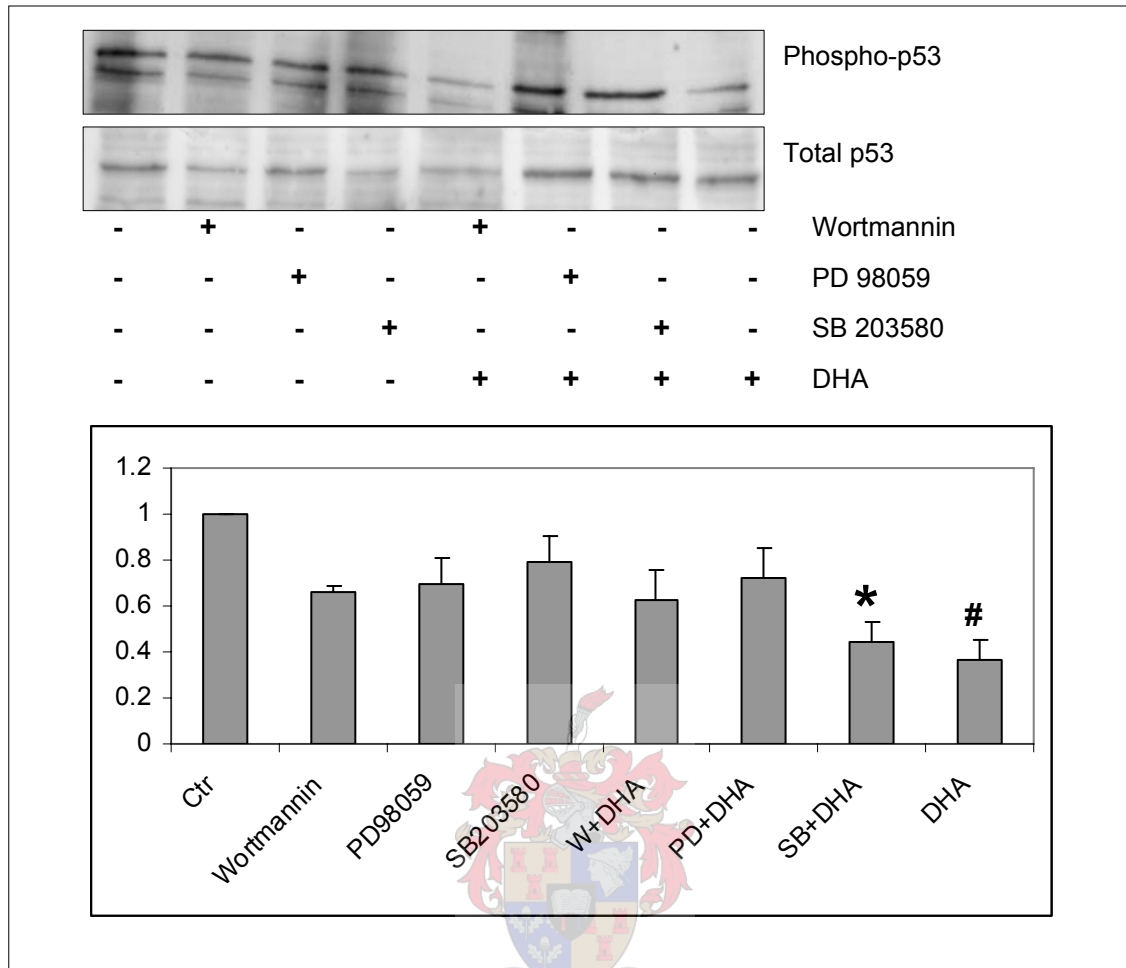 Phospho-p53
Total p53
- + - - + - - - Wortmannin
- - + - - + - - PD 98059
- - - + - - + - SB 203580
- - - - + + + + DHA
1.2
1
0.8
0.6
0.4
0.2
0
*
#
Ctr
Wortmannin
PD98059
SB203580
W+DHA
PD+DHA
SB+DHA
DHA